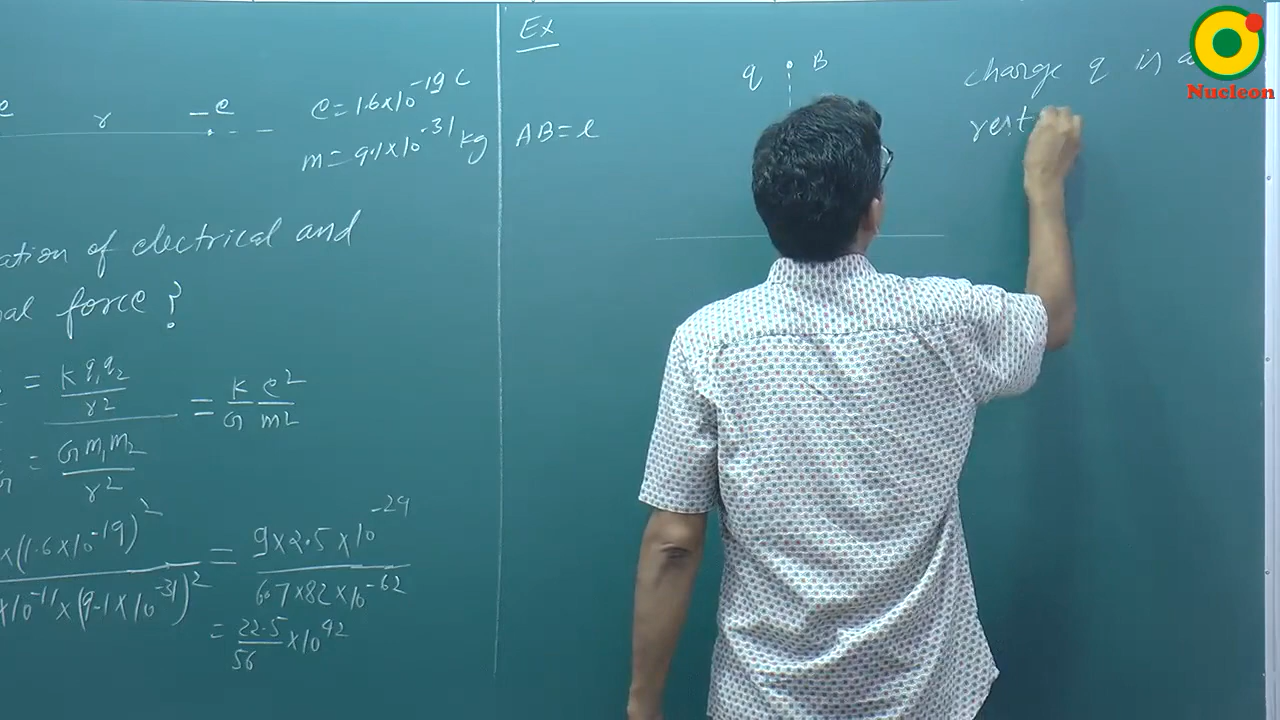 e r -e
e = 1.6×10^-19 C
m = 9.1×10^-31 kg
ation of electrical and
al force ?
= K q₁q₂ / r² = K e² / G m²
= G m₁m₂ / r²
×(1.6×10^-19)² = 9×2.5×10^-29
×10^-11×(9.1×10^-31)² 6.7×82×10^-62
= 22.5 / 56 ×10^42
Ex
q B
AB = l
charge q is
rest
Nucleon